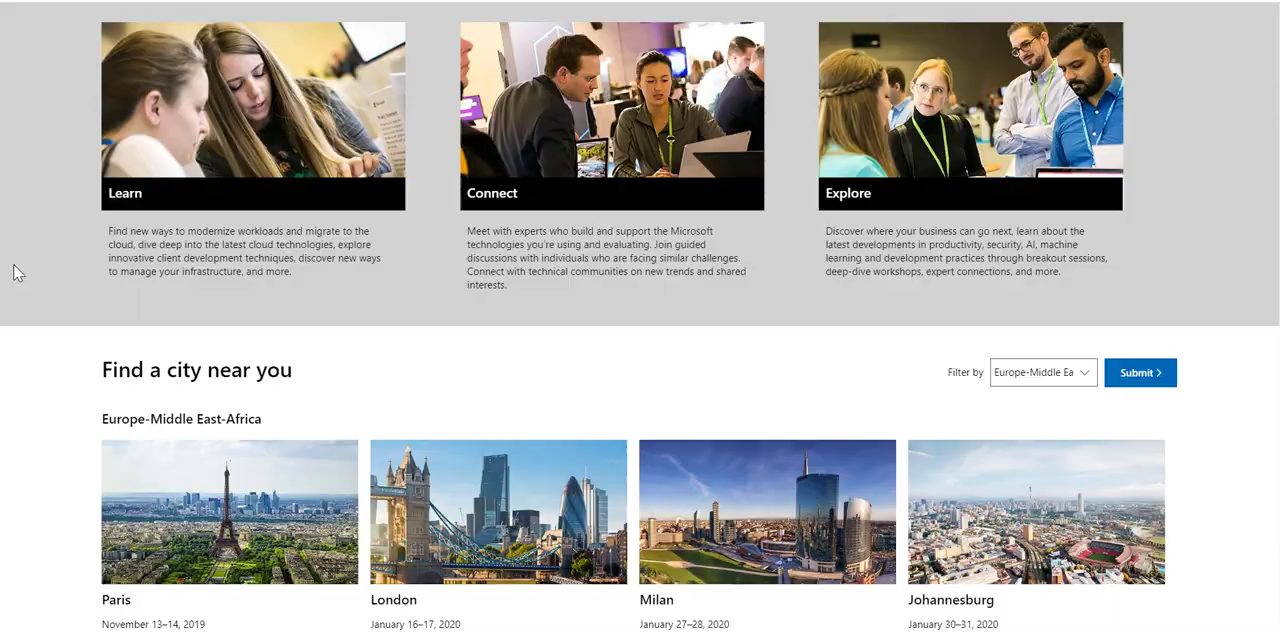 Learn
Find new ways to modernize workloads and migrate to the
cloud, dive deep into the latest cloud technologies, explore
innovative client development techniques, discover new ways
to manage your infrastructure, and more.
Connect
Meet with experts who build and support the Microsoft
technologies you're using and evaluating. Join guided
discussions with individuals who are facing similar challenges.
Connect with technical communities on new trends and shared
interests.
Explore
Discover where your business can go next, learn about the
latest developments in productivity, security, AI, machine
learning and development practices through breakout sessions,
deep-dive workshops, expert connections, and more.
Find a city near you
Filter by
Europe-Middle Ea
Submit
Europe-Middle East-Africa
Paris
November 13–14, 2019
London
January 16–17, 2020
Milan
January 27–28, 2020
Johannesburg
January 30–31, 2020